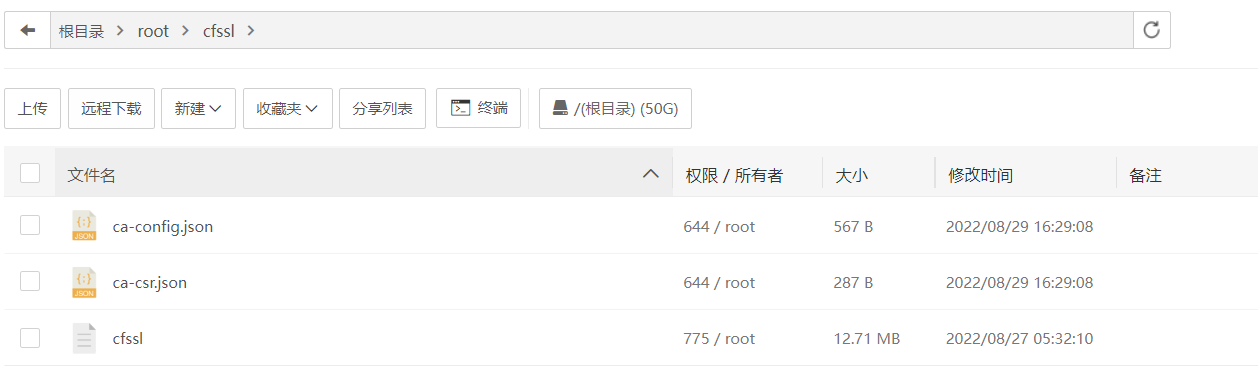 根目录 root cfssl
上传 远程下载 新建 收藏夹 分享列表 终端 /(根目录) (50G)
文件名 权限 / 所有者 大小 修改时间 备注
JSON ca-config.json 644 / root 567 B 2022/08/29 16:29:08
JSON ca-csr.json 644 / root 287 B 2022/08/29 16:29:08
cfssl 775 / root 12.71 MB 2022/08/27 05:32:10